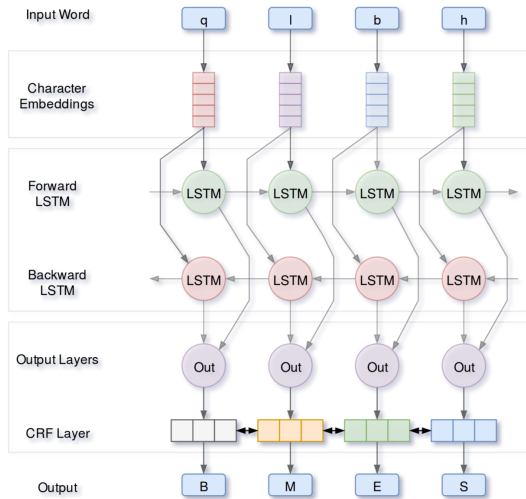 Input Word q l b h
Character
Embeddings
Forward
LSTM
LSTM LSTM LSTM LSTM
Backward
LSTM
LSTM LSTM LSTM LSTM
Output Layers Out Out Out Out
CRF Layer
Output B M E S